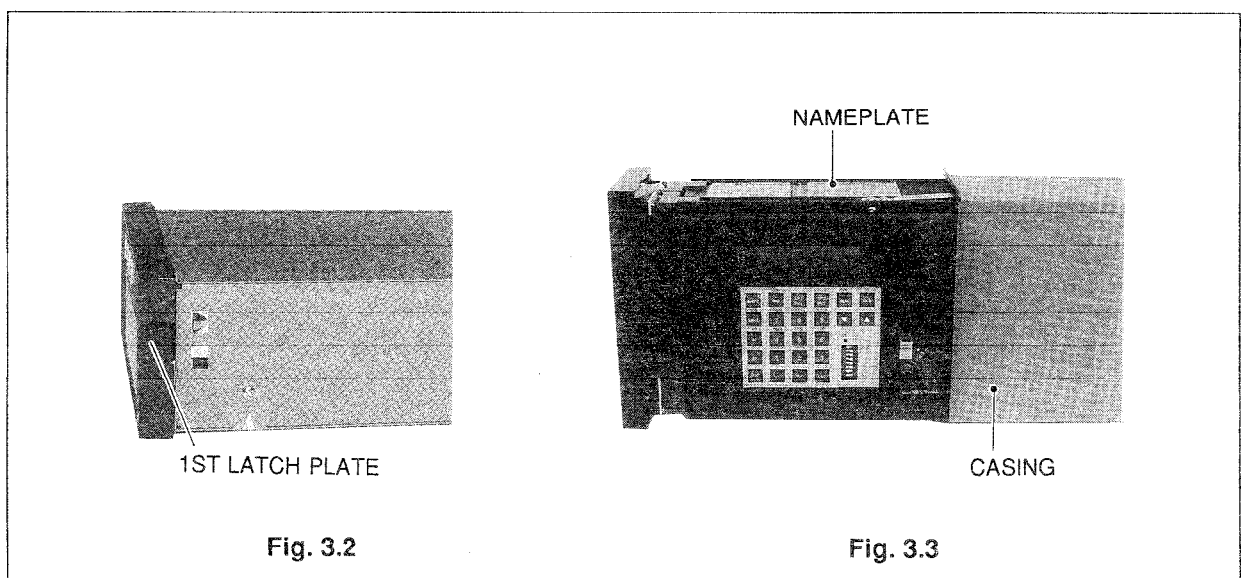 NAMEPLATE
1ST LATCH PLATE
CASING
Fig. 3.2
Fig. 3.3